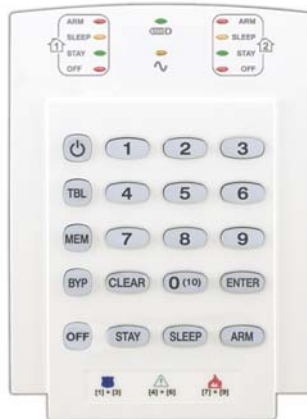 ARM ARM
SLEEP SLEEP
1 2
STAY STAY
OFF OFF
1 2 3
TBL 4 5 6
MEM 7 8 9
BYP CLEAR 0 (10) ENTER
OFF STAY SLEEP ARM
[1] + [3] [4] + [6] [7] + [9]